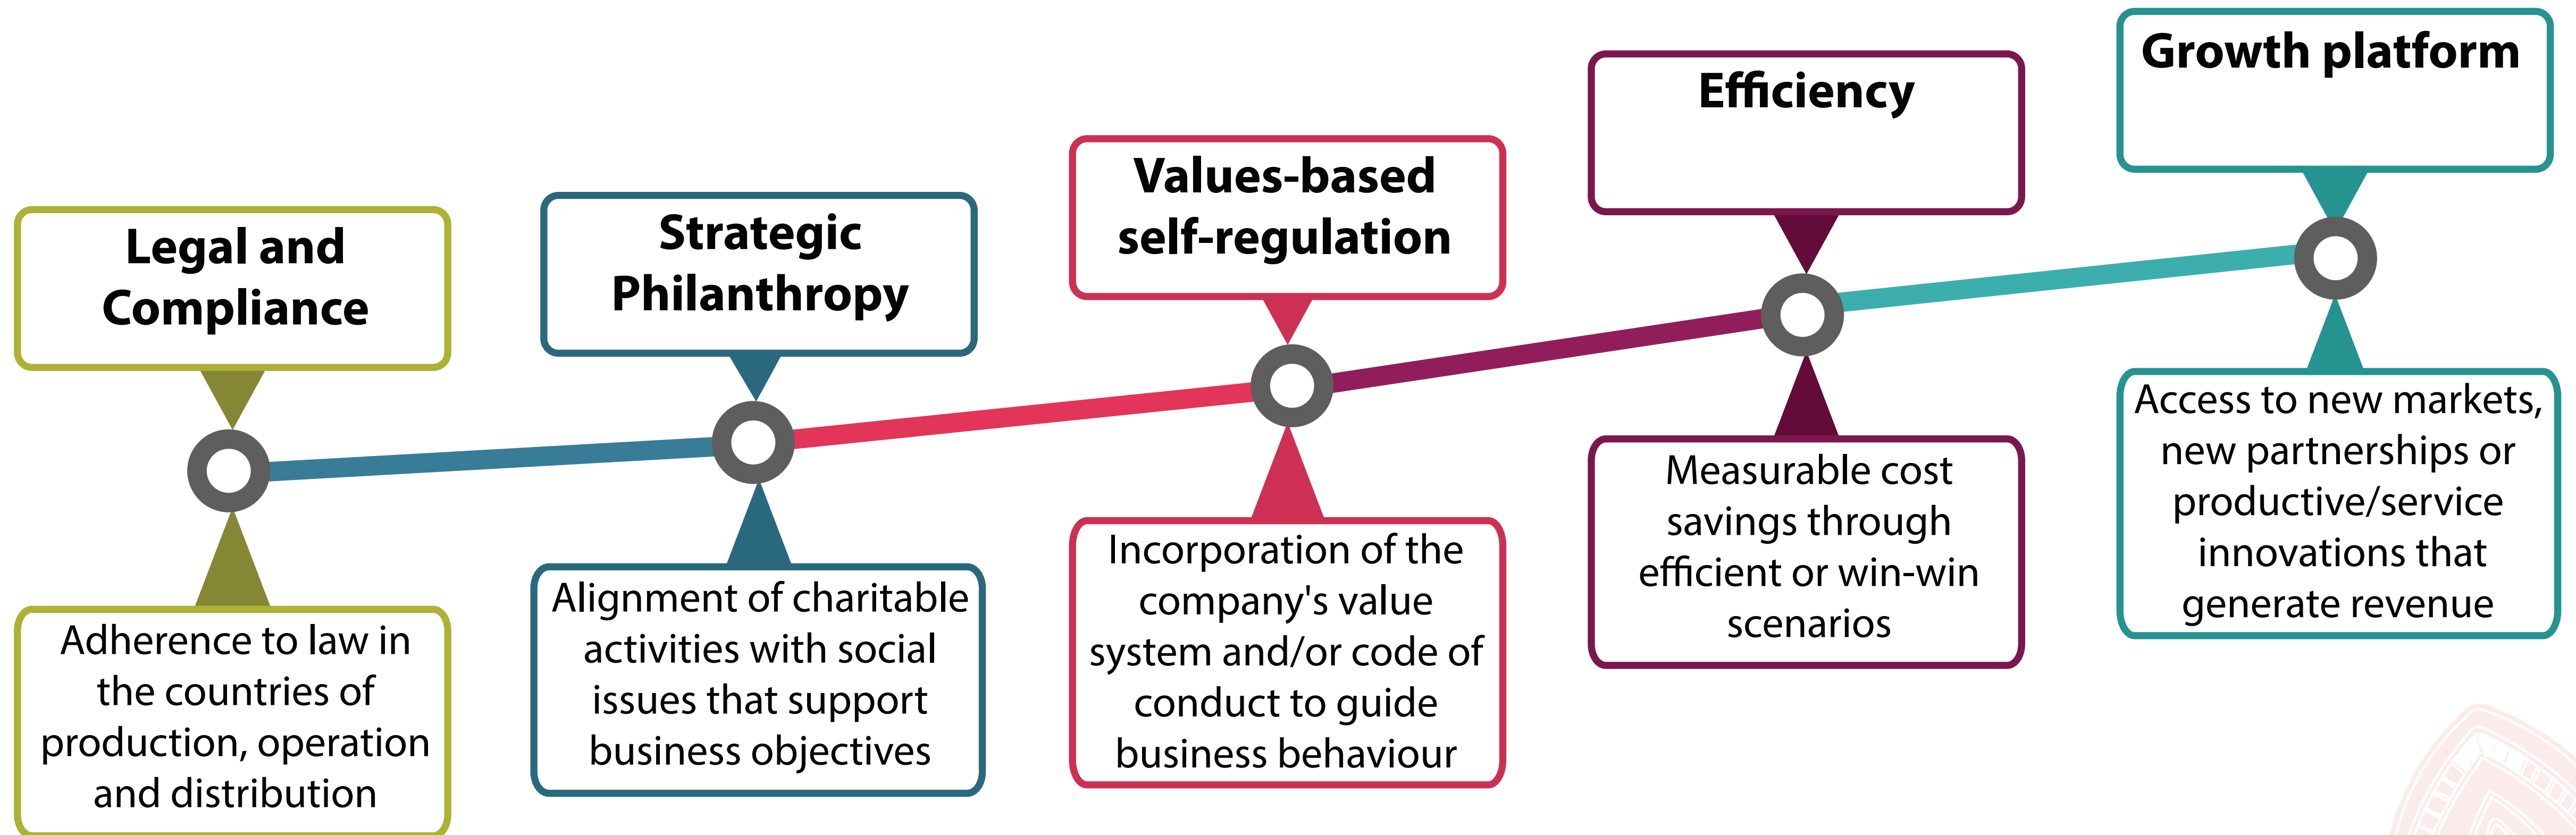 Legal and
Compliance
Adherence to law in
the countries of
production, operation
and distribution
Strategic
Philanthropy
Alignment of charitable
activities with social
issues that support
business objectives
Values-based
self-regulation
Incorporation of the
company's value
system and/or code of
conduct to guide
business behaviour
Efficiency
Measurable cost
savings through
efficient or win-win
scenarios
Growth platform
Access to new markets,
new partnerships or
productive/service
innovations that
generate revenue